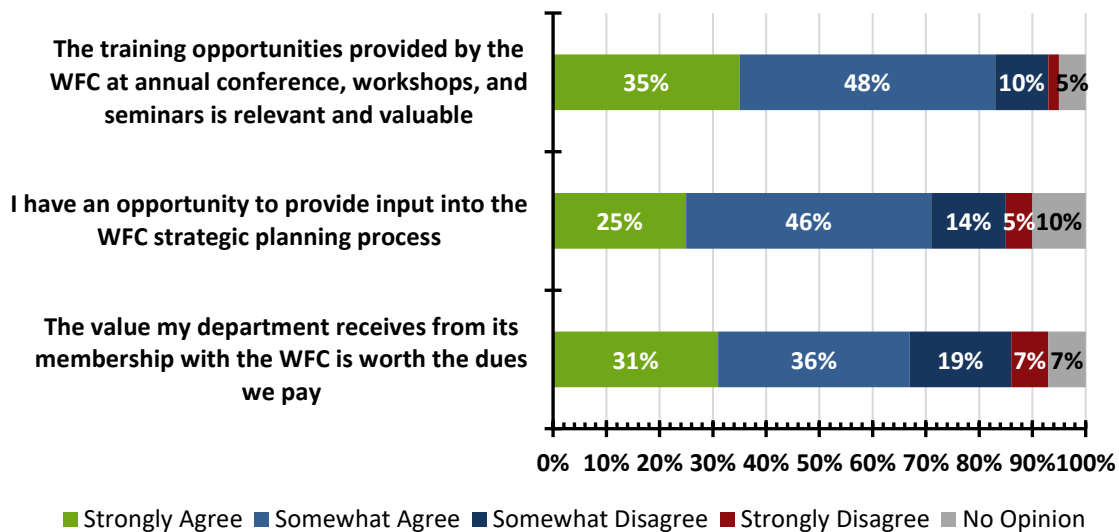 The training opportunities provided by the
WFC at annual conference, workshops, and
seminars is relevant and valuable
35% 48% 10% 5%
I have an opportunity to provide input into the
WFC strategic planning process
25% 46% 14% 5% 10%
The value my department receives from its
membership with the WFC is worth the dues
we pay
31% 36% 19% 7% 7%
0% 10% 20% 30% 40% 50% 60% 70% 80% 90% 100%
Strongly Agree Somewhat Agree Somewhat Disagree Strongly Disagree No Opinion